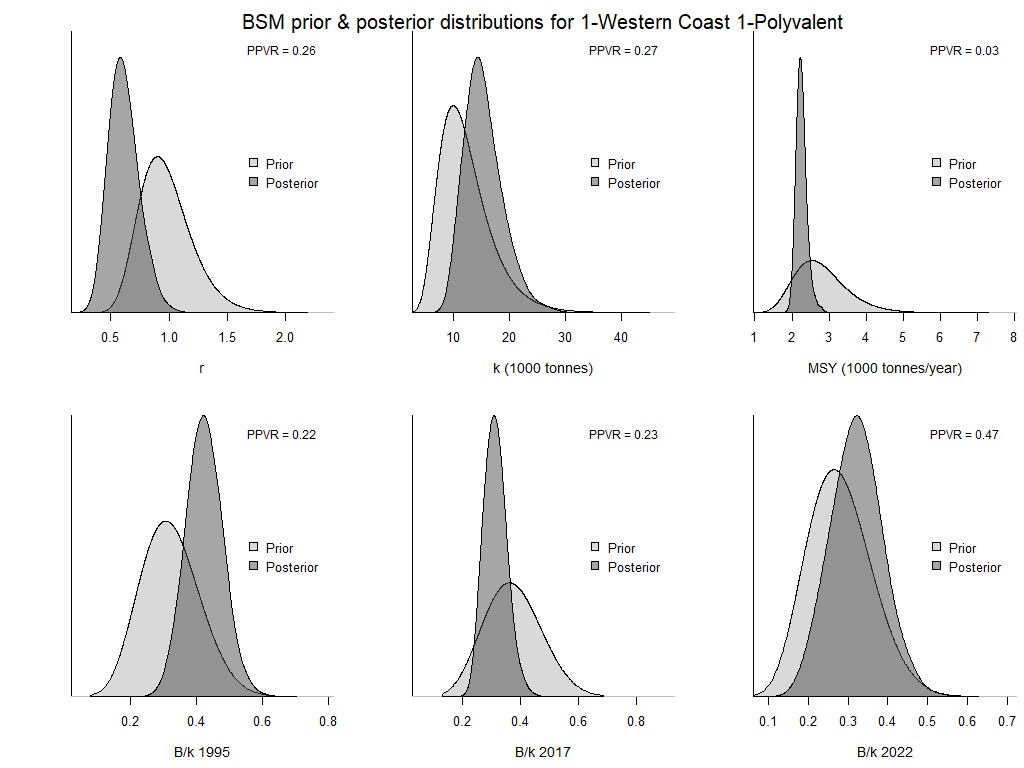 BSM prior & posterior distributions for 1-Western Coast 1-Polyvalent
PPVR = 0.26
Prior
Posterior
0.5 1.0 1.5 2.0
r
PPVR = 0.27
Prior
Posterior
10 20 30 40
k (1000 tonnes)
PPVR = 0.03
Prior
Posterior
1 2 3 4 5 6 7 8
MSY (1000 tonnes/year)
PPVR = 0.22
Prior
Posterior
0.2 0.4 0.6 0.8
B/k 1995
PPVR = 0.23
Prior
Posterior
0.2 0.4 0.6 0.8
B/k 2017
PPVR = 0.47
Prior
Posterior
0.1 0.2 0.3 0.4 0.5 0.6 0.7
B/k 2022